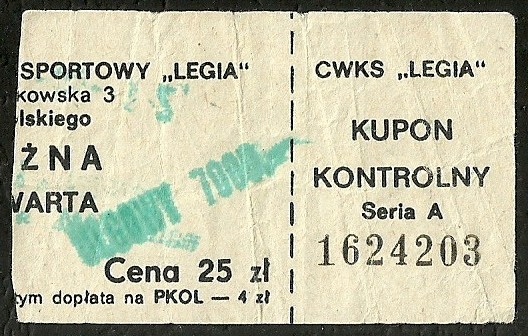 SPORTOWY „LEGIA”
kowska 3
olskiego
ŻNA
WARTA
Cena 25 zł
tym dopłata na PKOL — 4 zł
CWKS „LEGIA”
KUPON
KONTROLNY
Seria A
1624203